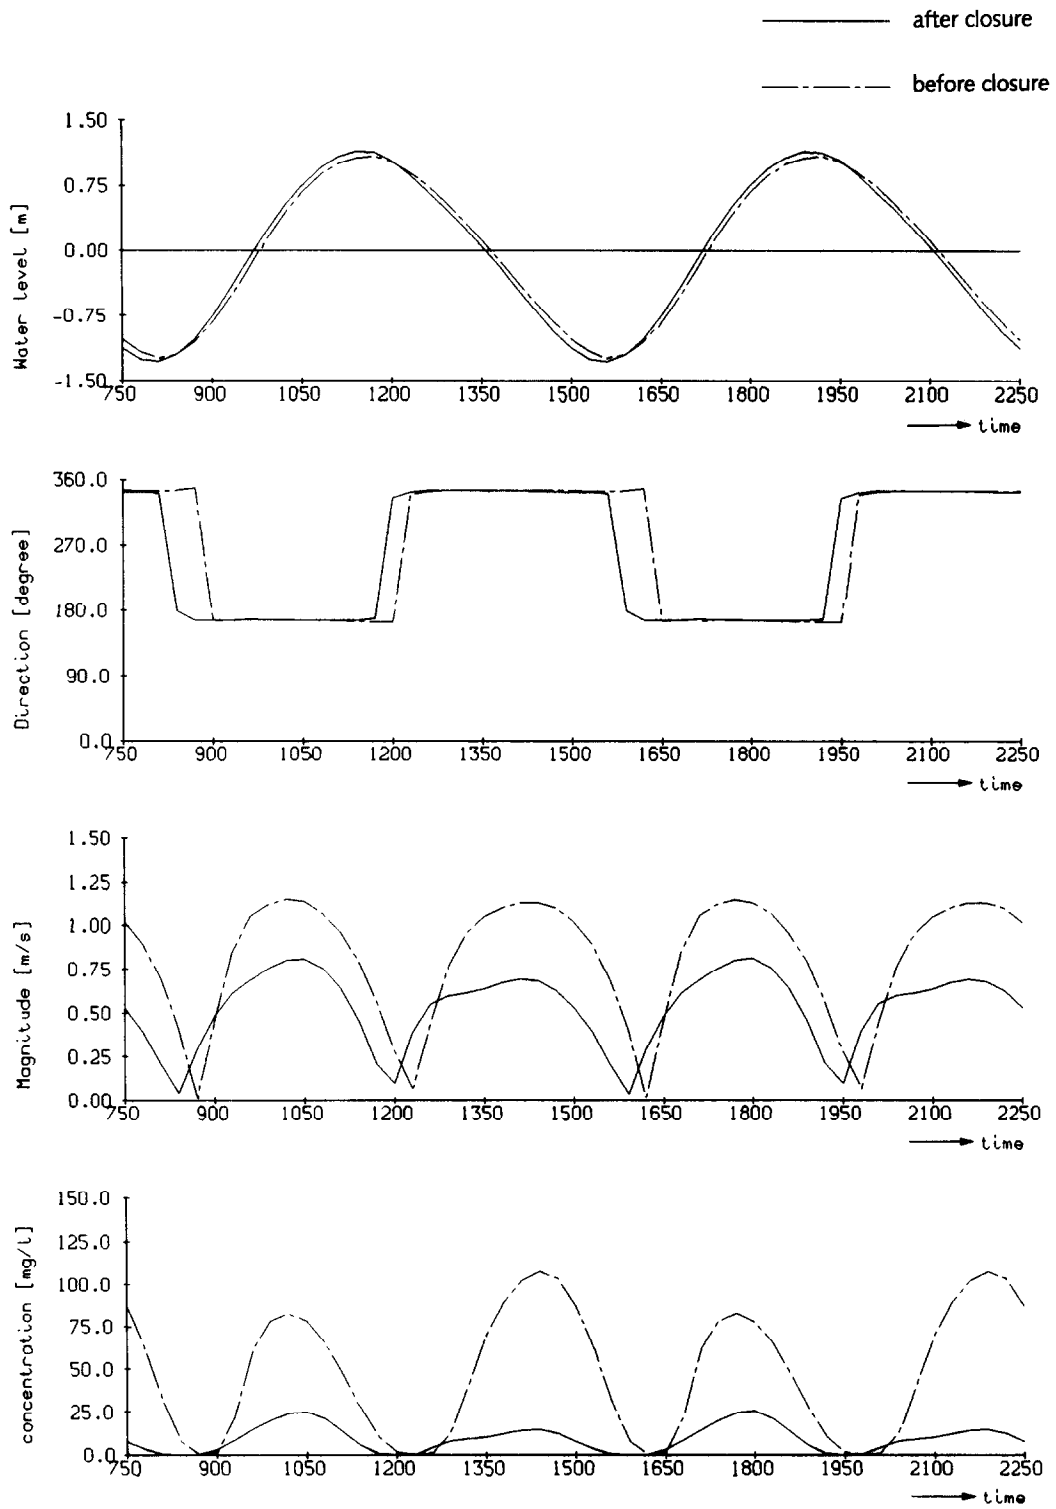 after closure
before closure
Water level [m]
1.50
0.75
0.00
-0.75
-1.50
750 900 1050 1200 1350 1500 1650 1800 1950 2100 2250
time
Direction [degree]
360.0
270.0
180.0
90.0
0.0
750 900 1050 1200 1350 1500 1650 1800 1950 2100 2250
time
Magnitude [m/s]
1.50
1.25
1.00
0.75
0.50
0.25
0.00
750 900 1050 1200 1350 1500 1650 1800 1950 2100 2250
time
concentration [mg/l]
150.0
125.0
100.0
75.0
50.0
25.0
0.0
750 900 1050 1200 1350 1500 1650 1800 1950 2100 2250
time